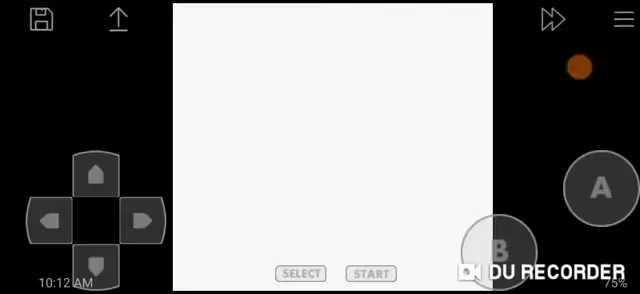 A
B
SELECT START
DU RECORDER
10:12 AM
75%